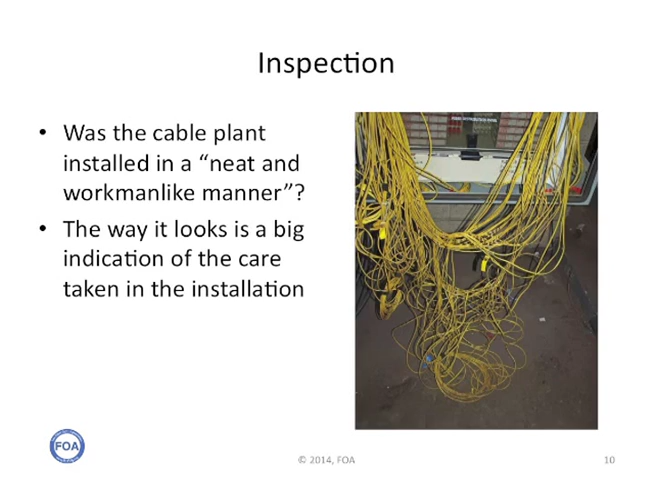 Inspection
• Was the cable plant
installed in a “neat and
workmanlike manner”?
• The way it looks is a big
indication of the care
taken in the installation
FOA
© 2014, FOA
10